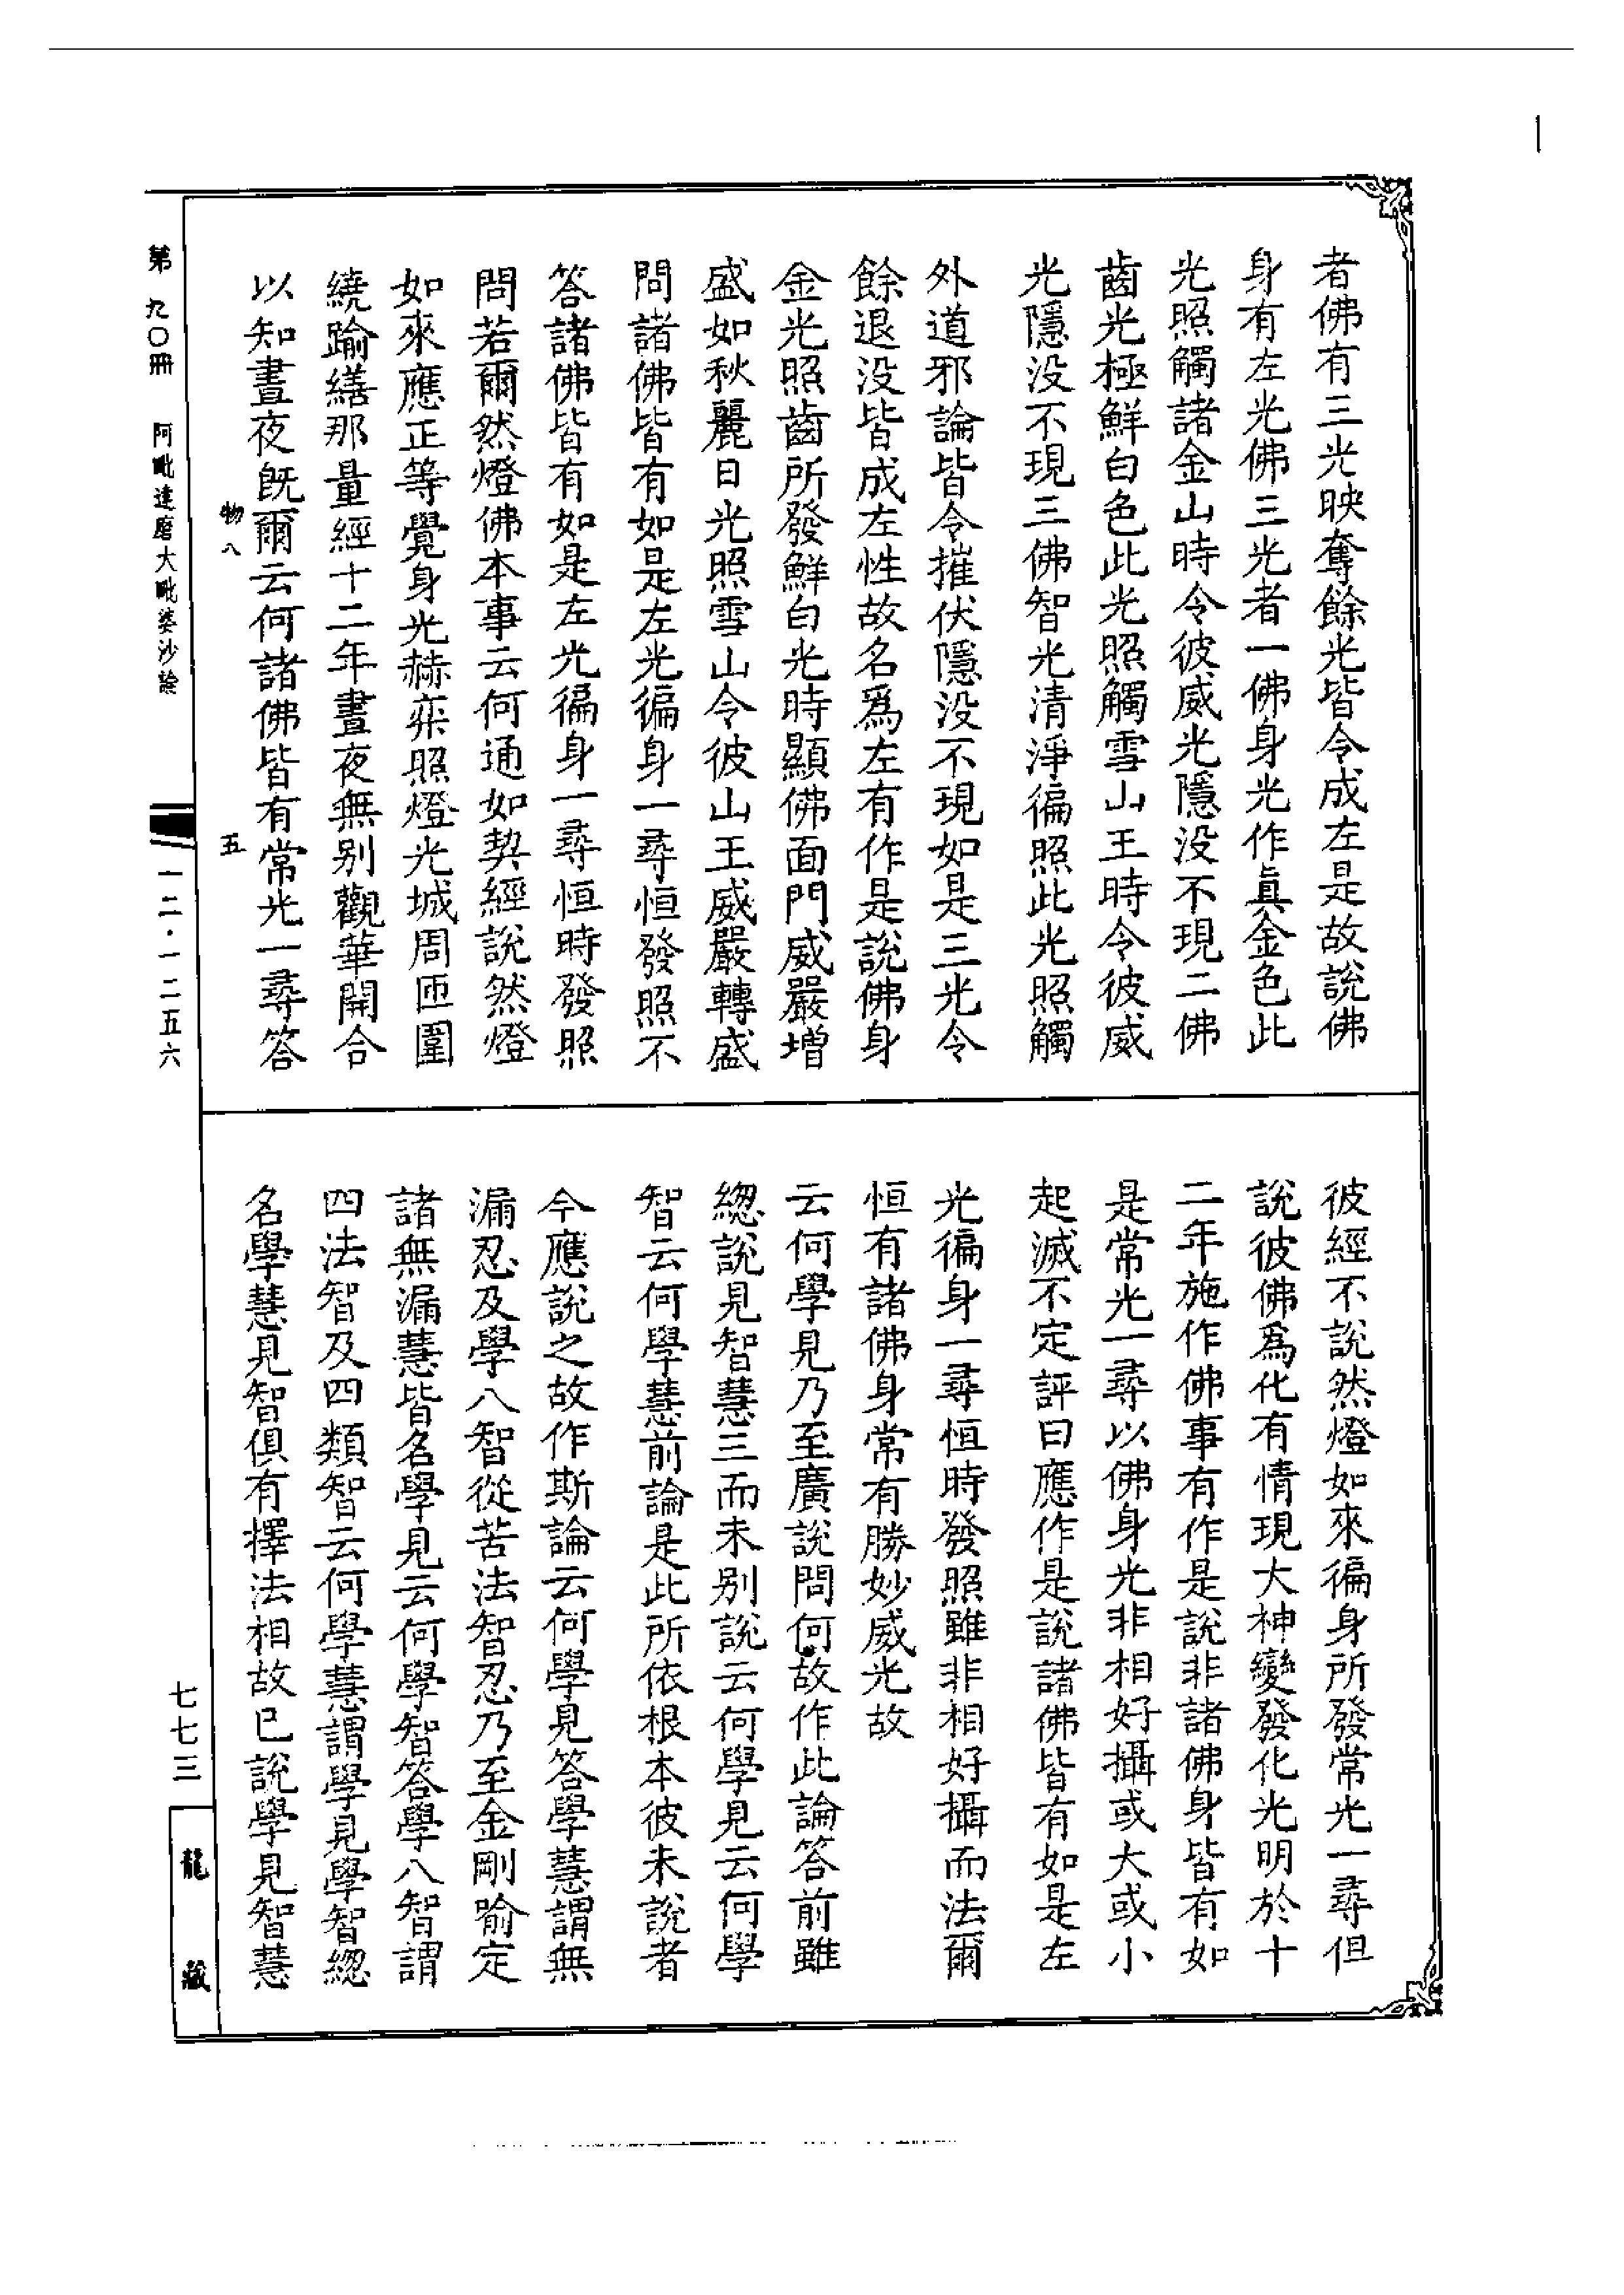 者佛有三光映奪餘光皆令成左是故說佛
身有左光佛三光者一佛身光作眞金色此
光照觸諸金山時令彼威光隱没不現二佛
齒光極鮮白色此光照觸雪山王時令彼威
光隱没不現三佛智光清淨徧照此光照觸
外道邪論皆令摧伏隱没不現如是三光令
餘退没皆成左性故名爲左有作是說佛身
金光照齒所發鮮白光時顯佛面門威嚴增
盛如秋麗日光照雪山令彼山王威嚴轉盛
問諸佛皆有如是左光徧身一尋恒發照不
答諸佛皆有如是左光徧身一尋恒時發照
問若爾然燈佛本事云何通如契經說然燈
如來應正等覺身光赫弈照燈光城周匝圍
繞踰繕那量經十二年晝夜無别觀華開合
以知晝夜旣爾云何諸佛皆有常光一尋答
彼經不說然燈如來徧身所發常光一尋但
說彼佛爲化有情現大神變發化光明於十
二年施作佛事有作是說非諸佛身皆有如
是常光一尋以佛身光非相好攝或大或小
起滅不定評曰應作是說諸佛皆有如是左
光徧身一尋恒時發照雖非相好攝而法爾
恒有諸佛身常有勝妙威光故
云何學見乃至廣說問何故作此論答前雖
緫說見智慧三而未别說云何學見云何學
智云何學慧前論是此所依根本彼未說者
今應說之故作斯論云何學見答學慧謂無
漏忍及學八智從苦法智忍乃至金剛喻定
諸無漏慧皆名學見云何學智答學八智謂
四法智及四類智云何學慧謂學見學智緫
名學慧見智俱有擇法相故已說學見智慧
物八
五
第九〇冊
阿毗達磨大毗婆沙論
一二·一二五六
七七三
龍藏